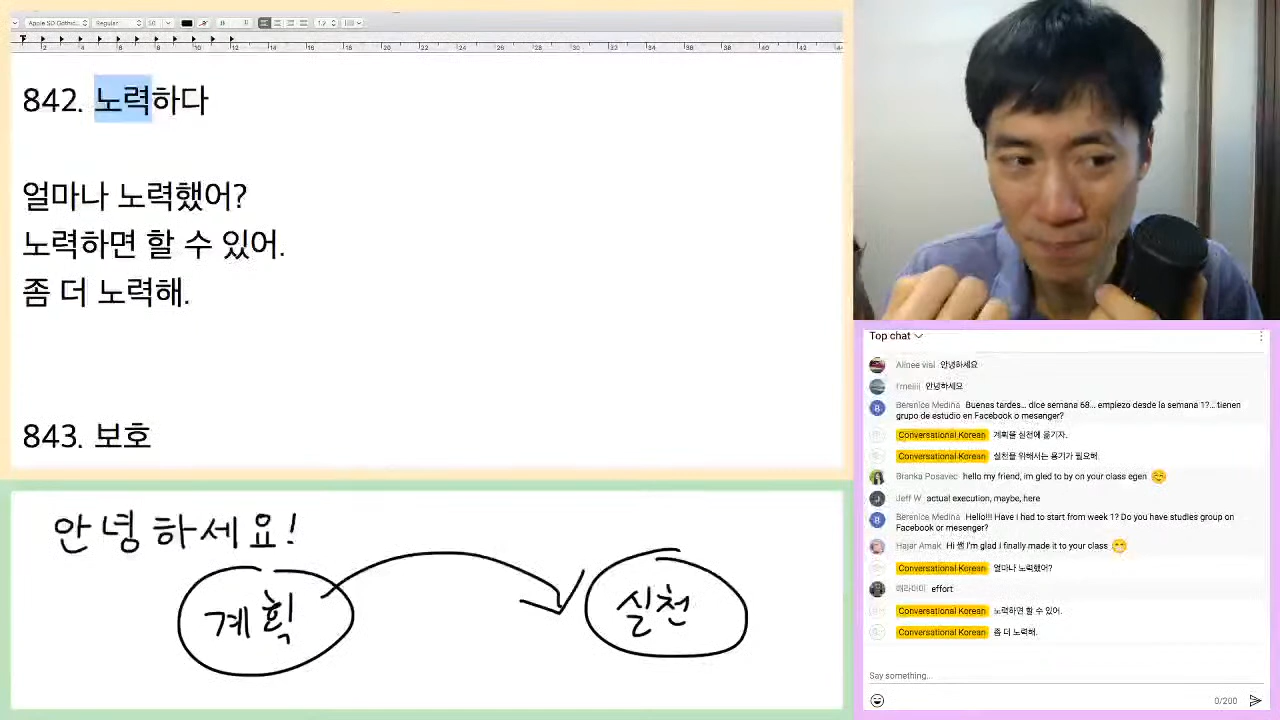 Apple SD Gothic...
Regular
842. 노력하다
얼마나 노력했어?
노력하면 할 수 있어.
좀 더 노력해.
843. 보호
안녕하세요!
계획
실천
Top chat
안녕하세요
안녕하세요
Berenice Medina Buenas tardes... dice semana 68... empiezo desde la semana 1?... tienen
grupo de estudio en Facebook o mesenger?
Conversational Korean 계획을 실천에 옮기자.
Conversational Korean 실천을 위해서는 용기가 필요해.
Branka Posavec hello my friend, im gled to by on your class egen
Jeff W actual execution, maybe, here
Berenice Medina Hello!!! Have i had to start from week 1? Do you have studies group on
Facebook or mesenger?
Hajar Amak Hi 쌤 I'm glad i finally made it to your class
Conversational Korean 얼마나 노력했어?
effort
Conversational Korean 노력하면 할 수 있어.
Conversational Korean 좀 더 노력해.
Say something...
0/200